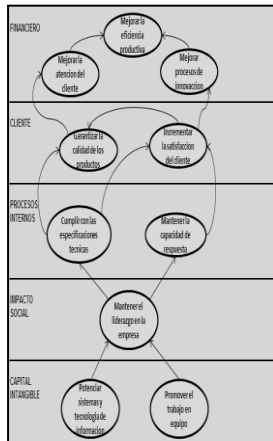 FINANCIERO
Mejorar la
eficiencia
productiva
Mejorar la
atencion del
cliente
Mejorar
procesos de
innovaccion
CLIENTE
Garantizar la
calidad de los
productos
Incrementar
la satisfaccion
del cliente
PROCESOS
INTERNOS
Cumplir con las
especificaciones
tecnicas
Mantener la
capacidad de
respuesta
IMPACTO
SOCIAL
Mantener el
liderazgo en la
empresa
CAPITAL
INTANGIBLE
Potenciar
sistemas y
tecnologia de
informacion
Promover el
trabajo en
equipo